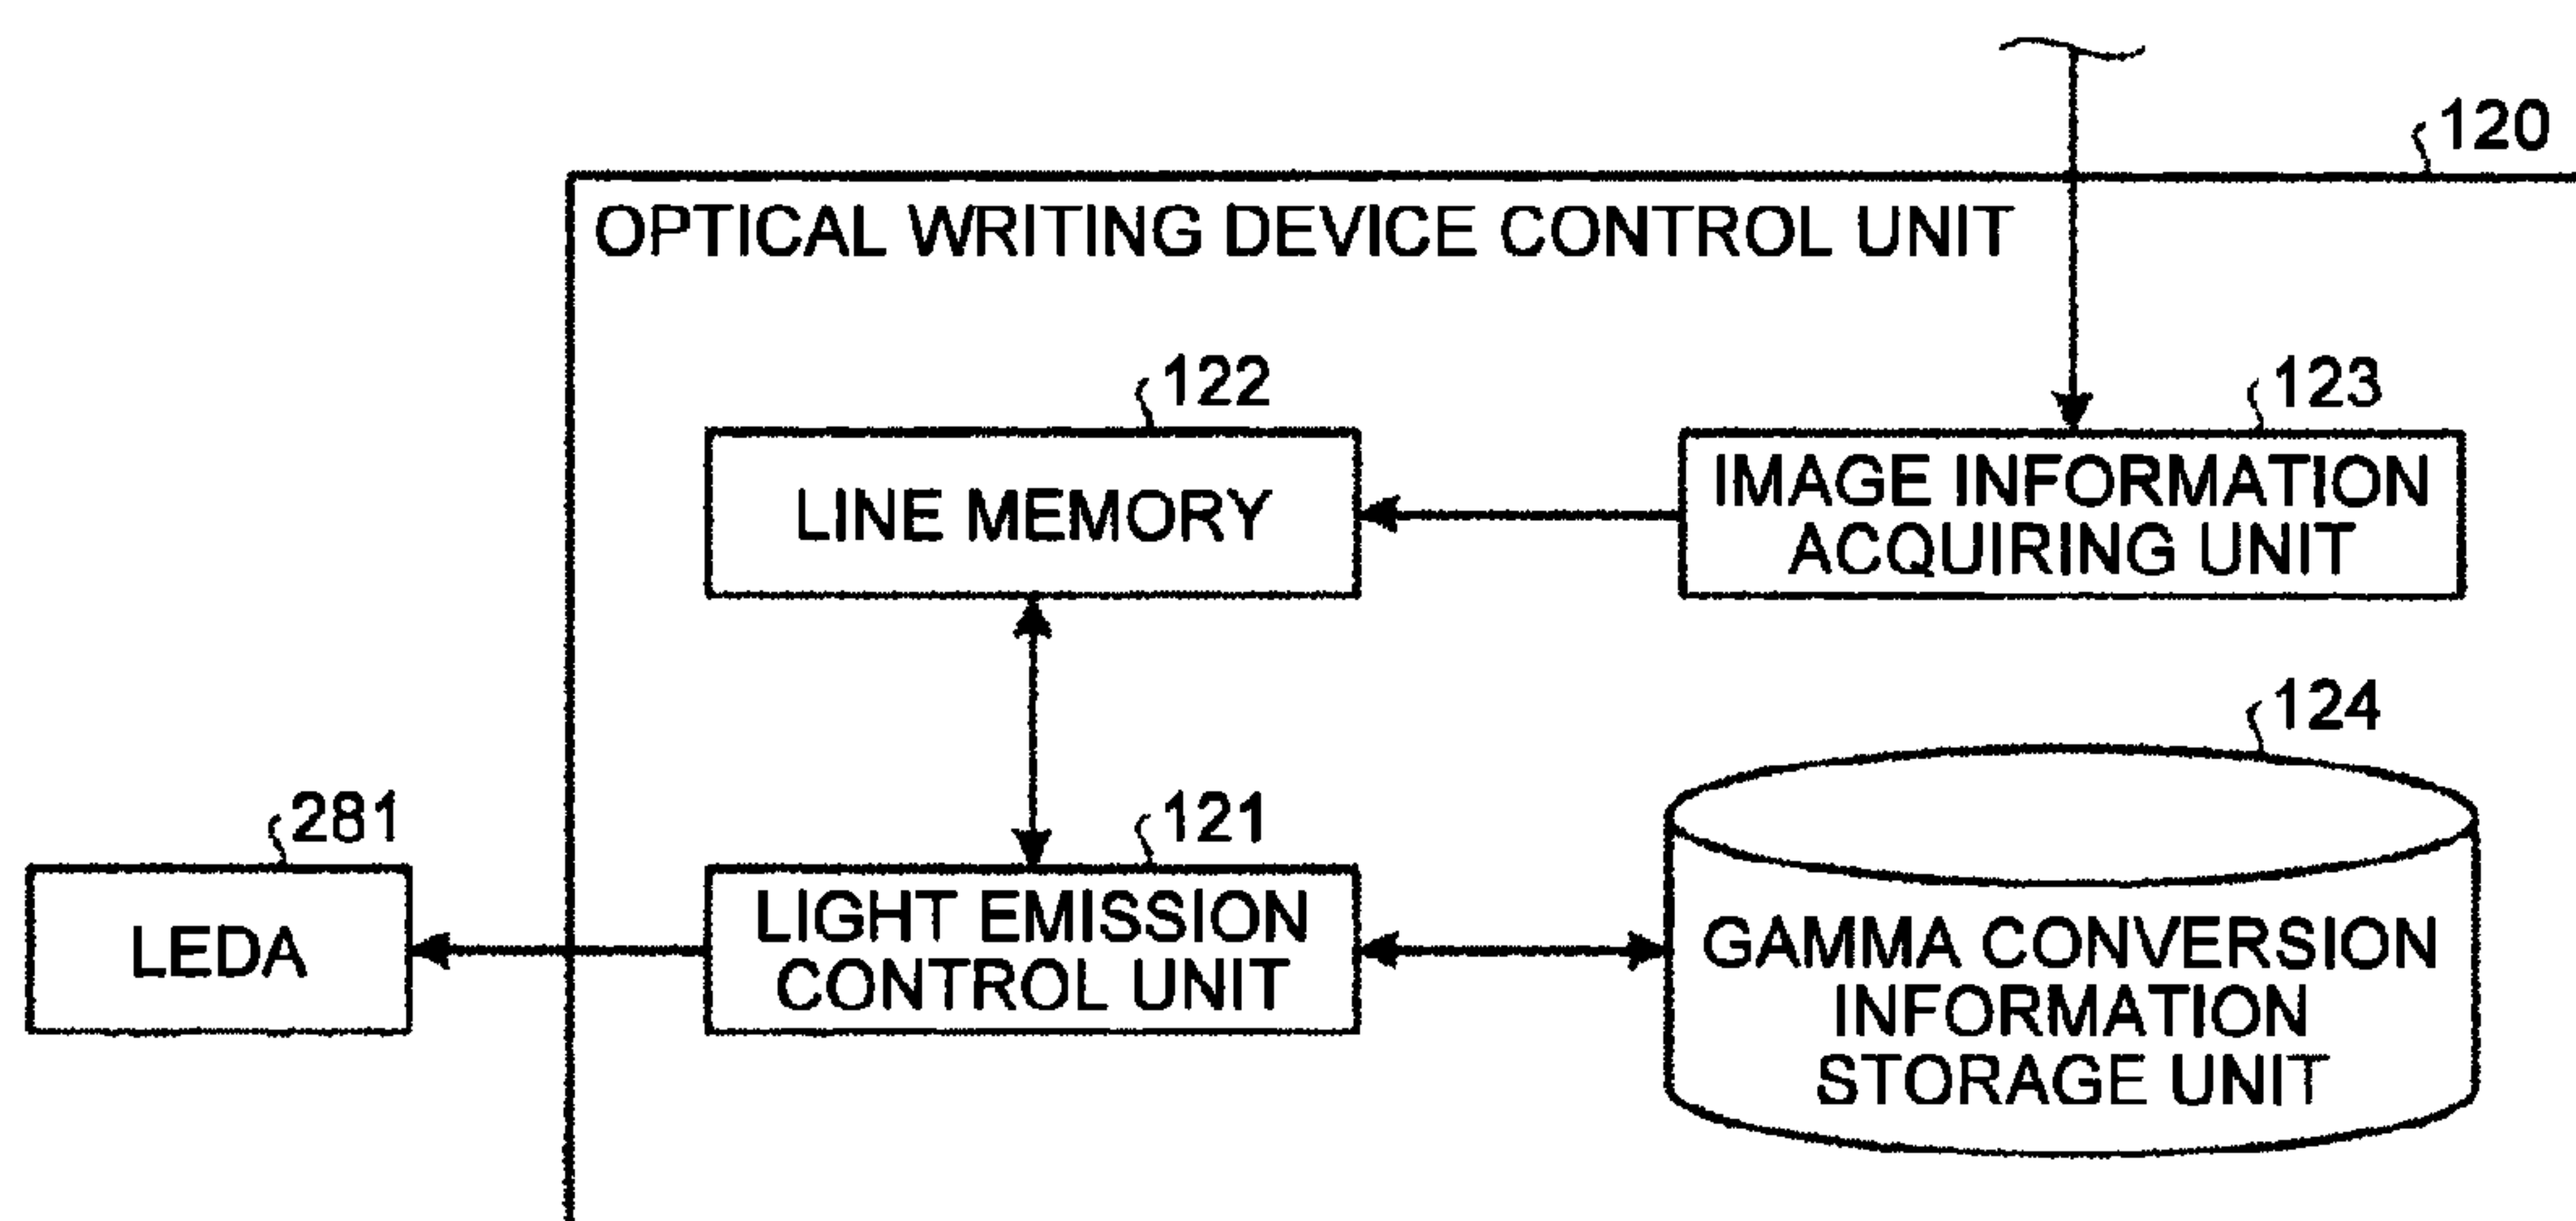 120
OPTICAL WRITING DEVICE CONTROL UNIT
122
LINE MEMORY
123
IMAGE INFORMATION
ACQUIRING UNIT
281
LEDA
121
LIGHT EMISSION
CONTROL UNIT
124
GAMMA CONVERSION
INFORMATION
STORAGE UNIT